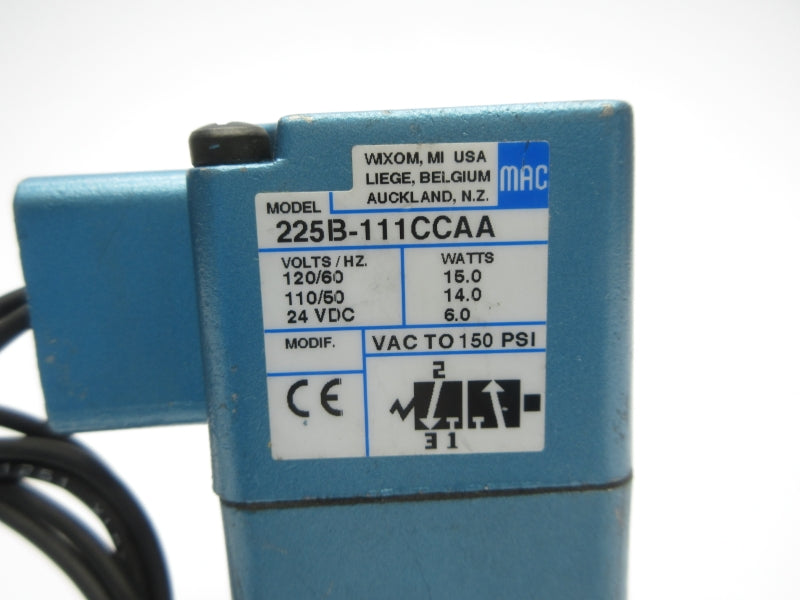 WIXOM, MI USA
LIEGE, BELGIUM
AUCKLAND, N.Z.
MAC
MODEL
225B-111CCAA
VOLTS / HZ.
120/60
110/50
24 VDC
WATTS
15.0
14.0
6.0
MODIF.
VAC TO 150 PSI
CE
2
3 1